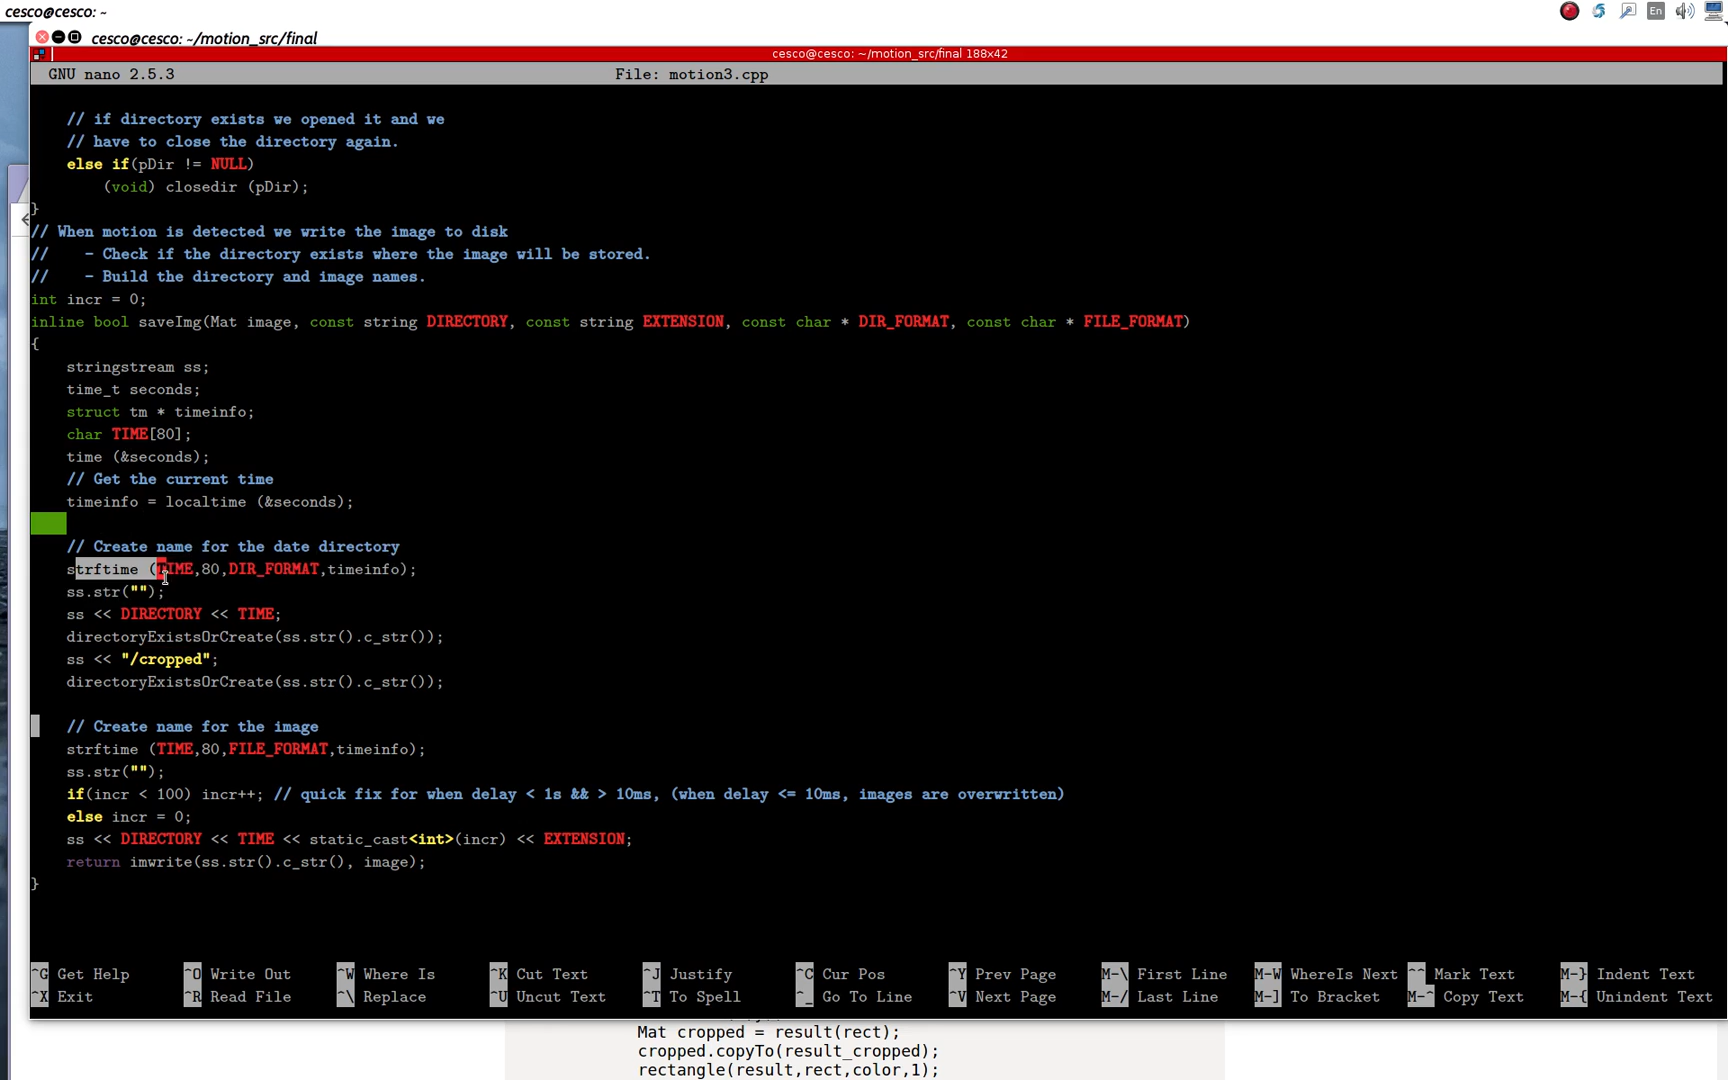 cesco@cesco: ~
En
cesco@cesco: ~/motion_src/final
cesco@cesco: ~/motion_src/final 188x42
GNU nano 2.5.3 File: motion3.cpp
// if directory exists we opened it and we
// have to close the directory again.
else if(pDir != NULL)
(void) closedir (pDir);
}
// When motion is detected we write the image to disk
// - Check if the directory exists where the image will be stored.
// - Build the directory and image names.
int incr = 0;
inline bool saveImg(Mat image, const string DIRECTORY, const string EXTENSION, const char * DIR_FORMAT, const char * FILE_FORMAT)
{
stringstream ss;
time_t seconds;
struct tm * timeinfo;
char TIME[80];
time (&seconds);
// Get the current time
timeinfo = localtime (&seconds);
// Create name for the date directory
strftime (TIME,80,DIR_FORMAT,timeinfo);
ss.str("");
ss << DIRECTORY << TIME;
directoryExistsOrCreate(ss.str().c_str());
ss << "/cropped";
directoryExistsOrCreate(ss.str().c_str());
// Create name for the image
strftime (TIME,80,FILE_FORMAT,timeinfo);
ss.str("");
if(incr < 100) incr++; // quick fix for when delay < 1s && > 10ms, (when delay <= 10ms, images are overwritten)
else incr = 0;
ss << DIRECTORY << TIME << static_cast<int>(incr) << EXTENSION;
return imwrite(ss.str().c_str(), image);
}
^G Get Help ^O Write Out ^W Where Is ^K Cut Text ^J Justify ^C Cur Pos ^Y Prev Page M-\ First Line M-W WhereIs Next ^^ Mark Text M-} Indent Text
^X Exit ^R Read File ^\ Replace ^U Uncut Text ^T To Spell ^_ Go To Line ^V Next Page M-/ Last Line M-] To Bracket M-^ Copy Text M-{ Unindent Text
Mat cropped = result(rect);
cropped.copyTo(result_cropped);
rectangle(result,rect,color,1);